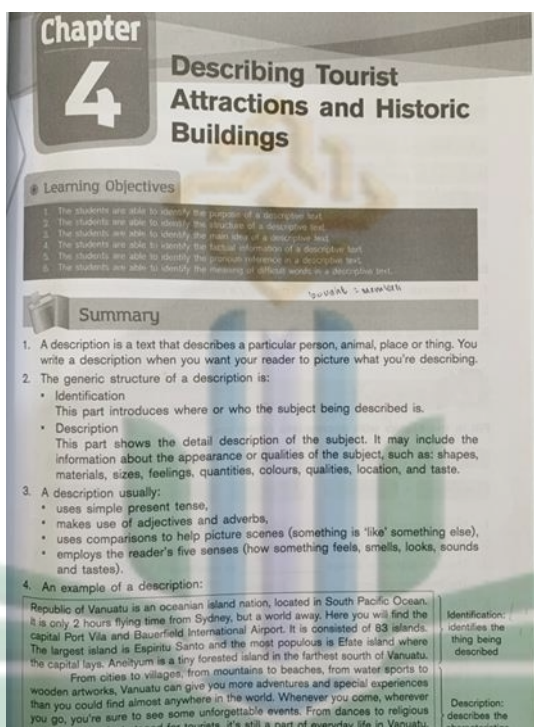 Chapter
4
Describing Tourist
Attractions and Historic
Buildings
Learning Objectives
1. The students are able to identify the purpose of a descriptive text.
2. The students are able to identify the structure of a descriptive text.
3. The students are able to identify the main idea of a descriptive text.
4. The students are able to identify the factual information of a descriptive text.
5. The students are able to identify the pronoun reference in a descriptive text.
6. The students are able to identify the meaning of difficult words in a descriptive text.
Summary
1. A description is a text that describes a particular person, animal, place or thing. You
write a description when you want your reader to picture what you're describing.
2. The generic structure of a description is:
• Identification
This part introduces where or who the subject being described is.
• Description
This part shows the detail description of the subject. It may include the
information about the appearance or qualities of the subject, such as: shapes,
materials, sizes, feelings, quantities, colours, qualities, location, and taste.
3. A description usually:
• uses simple present tense,
• makes use of adjectives and adverbs,
• uses comparisons to help picture scenes (something is 'like' something else),
• employs the reader's five senses (how something feels, smells, looks, sounds
and tastes).
4. An example of a description:
Republic of Vanuatu is an oceanian island nation, located in South Pacific Ocean.
It is only 2 hours flying time from Sydney, but a world away. Here you will find the
capital Port Vila and Bauerfield International Airport. It is consisted of 83 islands.
The largest island is Espiritu Santo and the most populous is Efate island where
the capital lays. Aneityum is a tiny forested island in the farthest sourth of Vanuatu.
Identification:
identifies the
thing being
described
From cities to villages, from mountains to beaches, from water sports to
wooden artworks, Vanuatu can give you more adventures and special experiences
than you could find almost anywhere in the world. Whenever you come, wherever
you go, you're sure to see some unforgettable events. From dances to religious
for tourists, it's still a part of everyday life in Vanuatu.
Description:
describes the